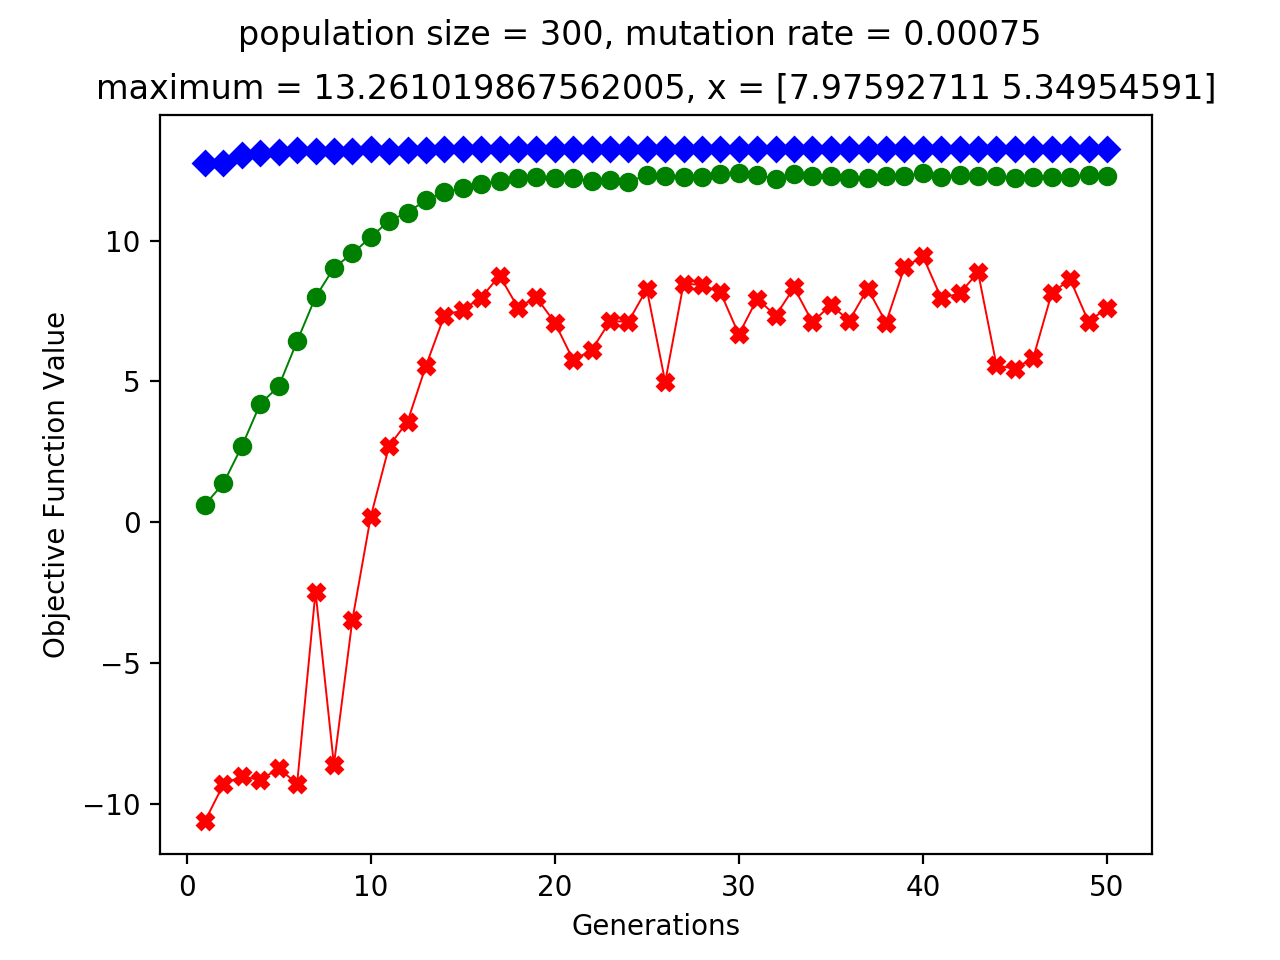 population size = 300, mutation rate = 0.00075
maximum = 13.261019867562005, x = [7.97592711 5.34954591]
10
5
0
−5
−10
Objective Function Value
0 10 20 30 40 50
Generations